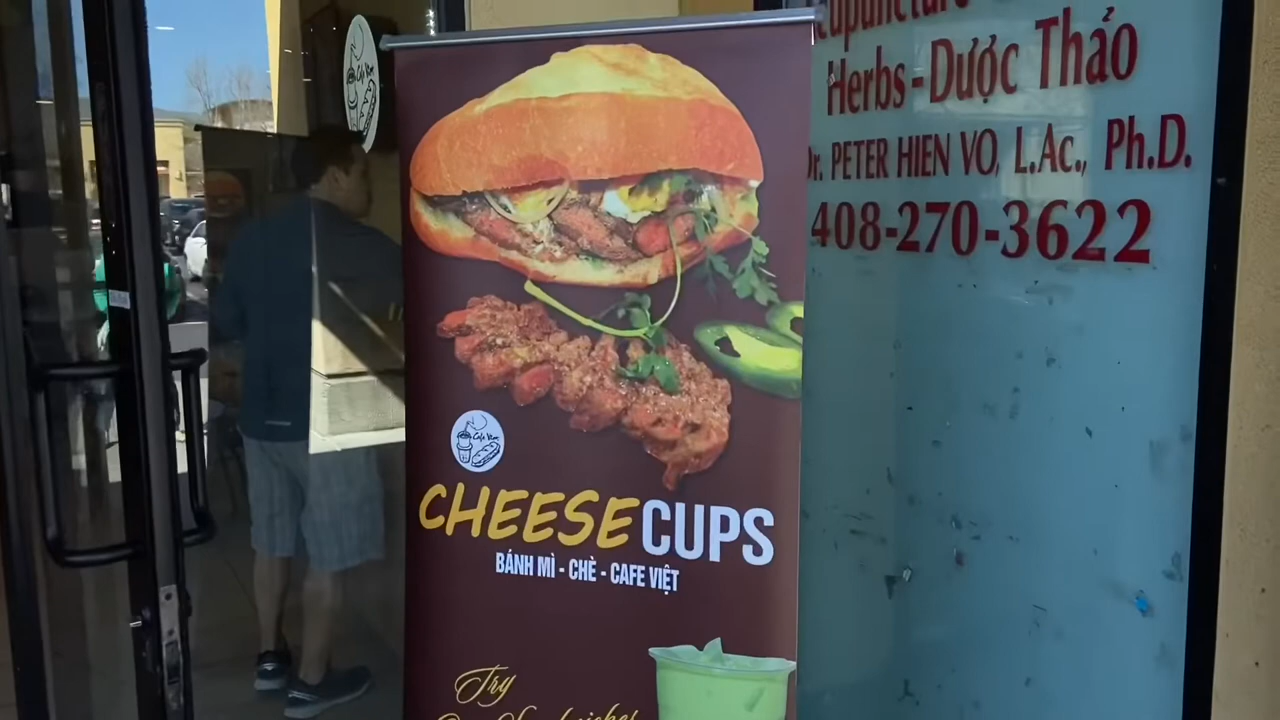 CHEESE CUPS
BÁNH MÌ - CHÈ - CAFE VIỆT
Try
Herbs - Dược Thảo
Dr. PETER HIEN VO, L.Ac., Ph.D.
408-270-3622